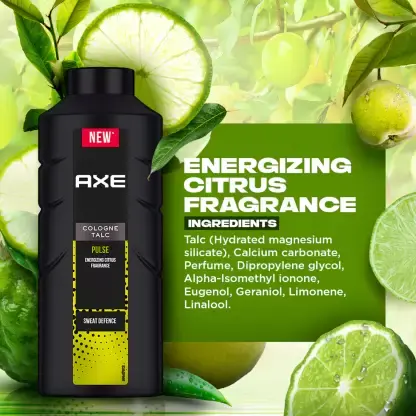 NEW*
AXE
COLOGNE
TALC
PULSE
ENERGIZING CITRUS
FRAGRANCE
SWEAT DEFENCE
ENERGIZING
CITRUS
FRAGRANCE
INGREDIENTS
Talc (Hydrated magnesium
silicate), Calcium carbonate,
Perfume, Dipropylene glycol,
Alpha-Isomethyl ionone,
Eugenol, Geraniol, Limonene,
Linalool.